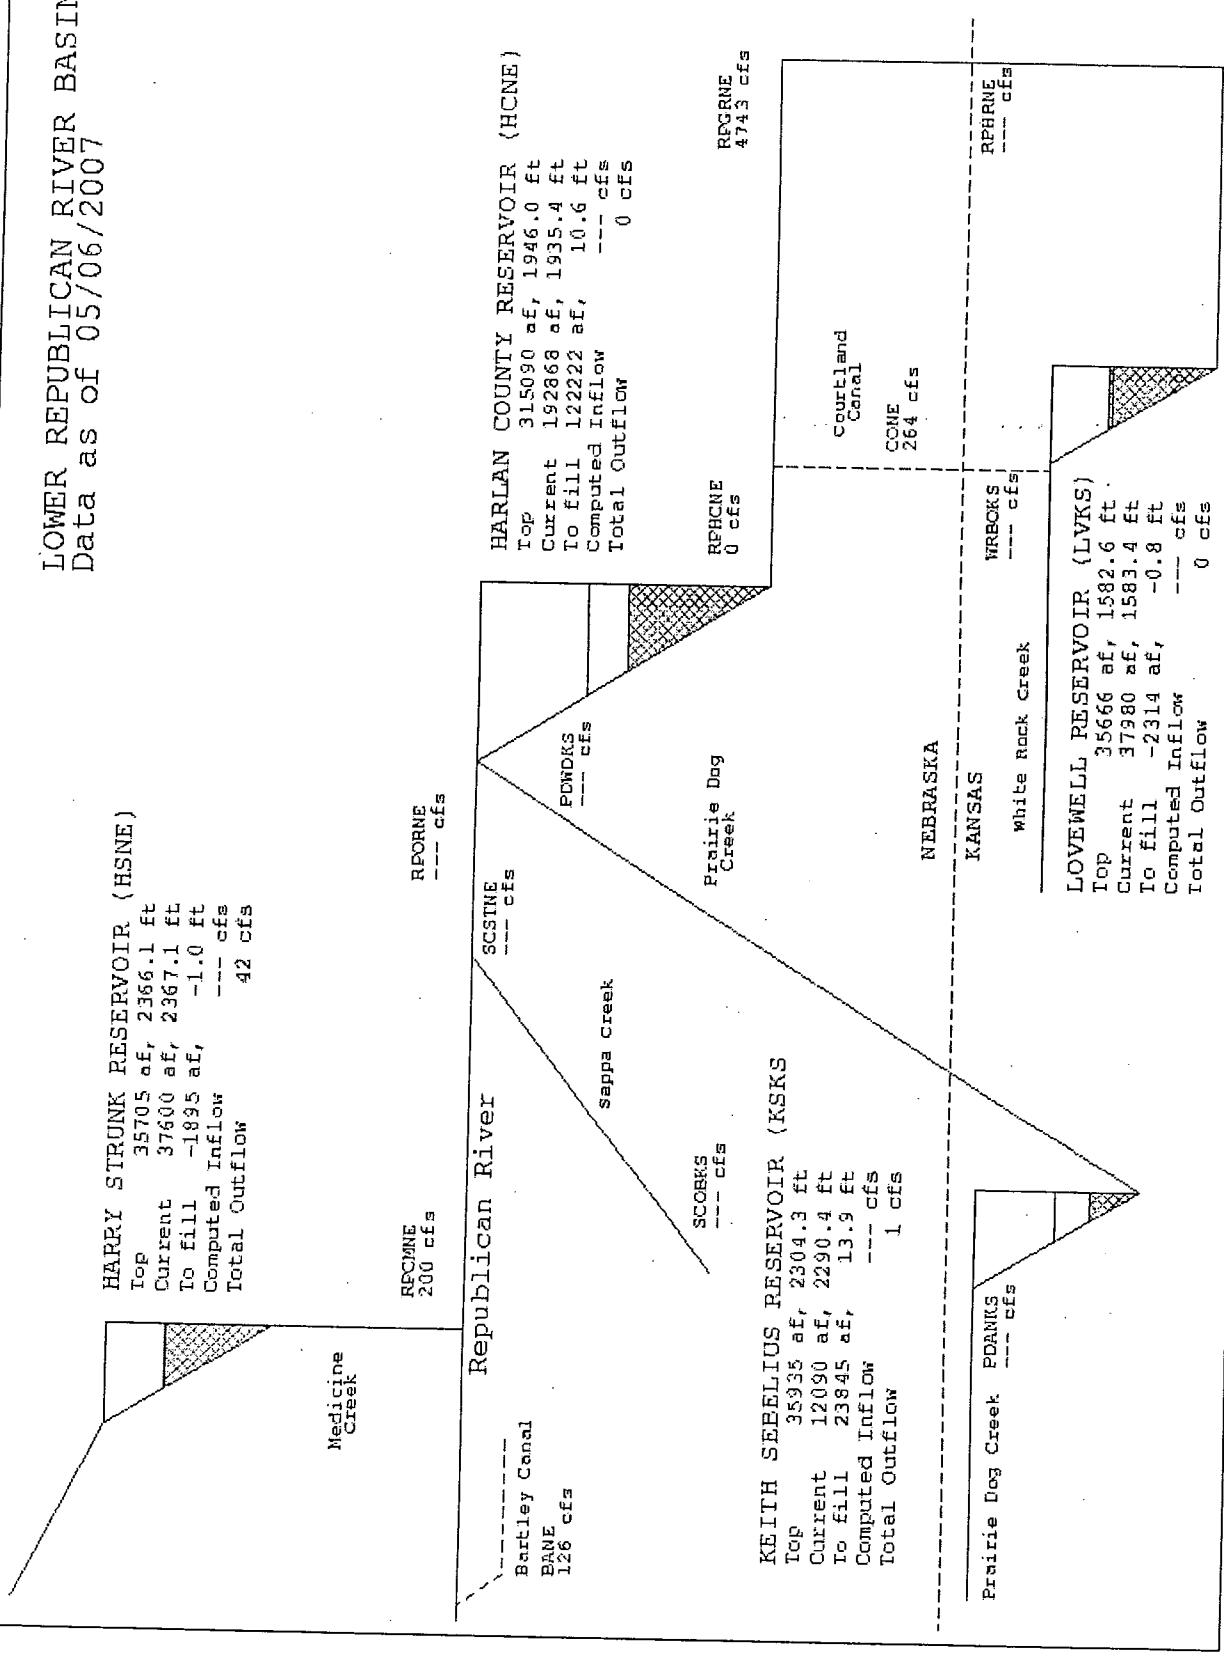 LOWER REPUBLICAN RIVER BASIN
Data as of 05/06/2007
HARRY STRUNK RESERVOIR (HSNE)
Top 35705 af, 2366.1 ft
Current 37600 af, 2367.1 ft
To fill -1895 af, -1.0 ft
Computed Inflow --- cfs
Total Outflow 42 cfs
Medicine
Creek
RPCMNE
200 cfs
RPORNE
--- cfs
Republican River
Bartley Canal
BANE
126 cfs
SCSTNE
--- cfs
Sappa Creek
SCOBKS
--- cfs
HARLAN COUNTY RESERVOIR (HCNE)
Top 315090 af, 1946.0 ft
Current 192868 af, 1935.4 ft
To fill 122222 af, 10.6 ft
Computed Inflow --- cfs
Total Outflow 0 cfs
PDWDKS
--- cfs
Prairie Dog
Creek
RPHCNE
0 cfs
RPGRNE
4743 cfs
Courtland
Canal
CONE
264 cfs
KEITH SEBELIUS RESERVOIR (KSKS
Top 35935 af, 2304.3 ft
Current 12090 af, 2290.4 ft
To fill 23845 af, 13.9 ft
Computed Inflow --- cfs
Total Outflow 1 cfs
NEBRASKA
KANSAS
Prairie Dog Creek PDANKS
--- cfs
White Rock Creek
WRBOKS
--- cfs
RPHRNE
--- cfs
LOVEWELL RESERVOIR (LVKS)
Top 35666 af, 1582.6 ft
Current 37980 af, 1583.4 ft
To fill -2314 af, -0.8 ft
Computed Inflow --- cfs
Total Outflow 0 cfs